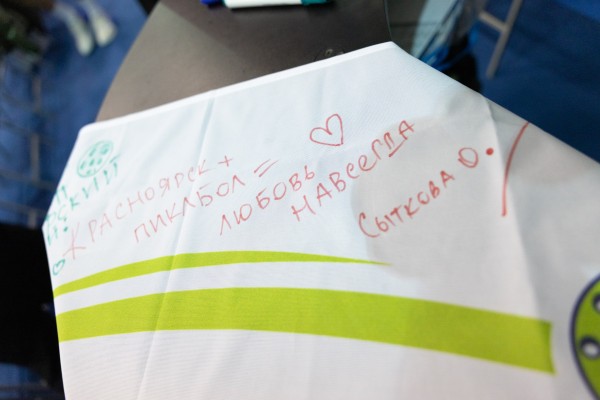 КРАСНОЯРСК +
ПИКЛБОЛ =
ЛЮБОВЬ
НАВСЕГДА
СЫТКОВА О.